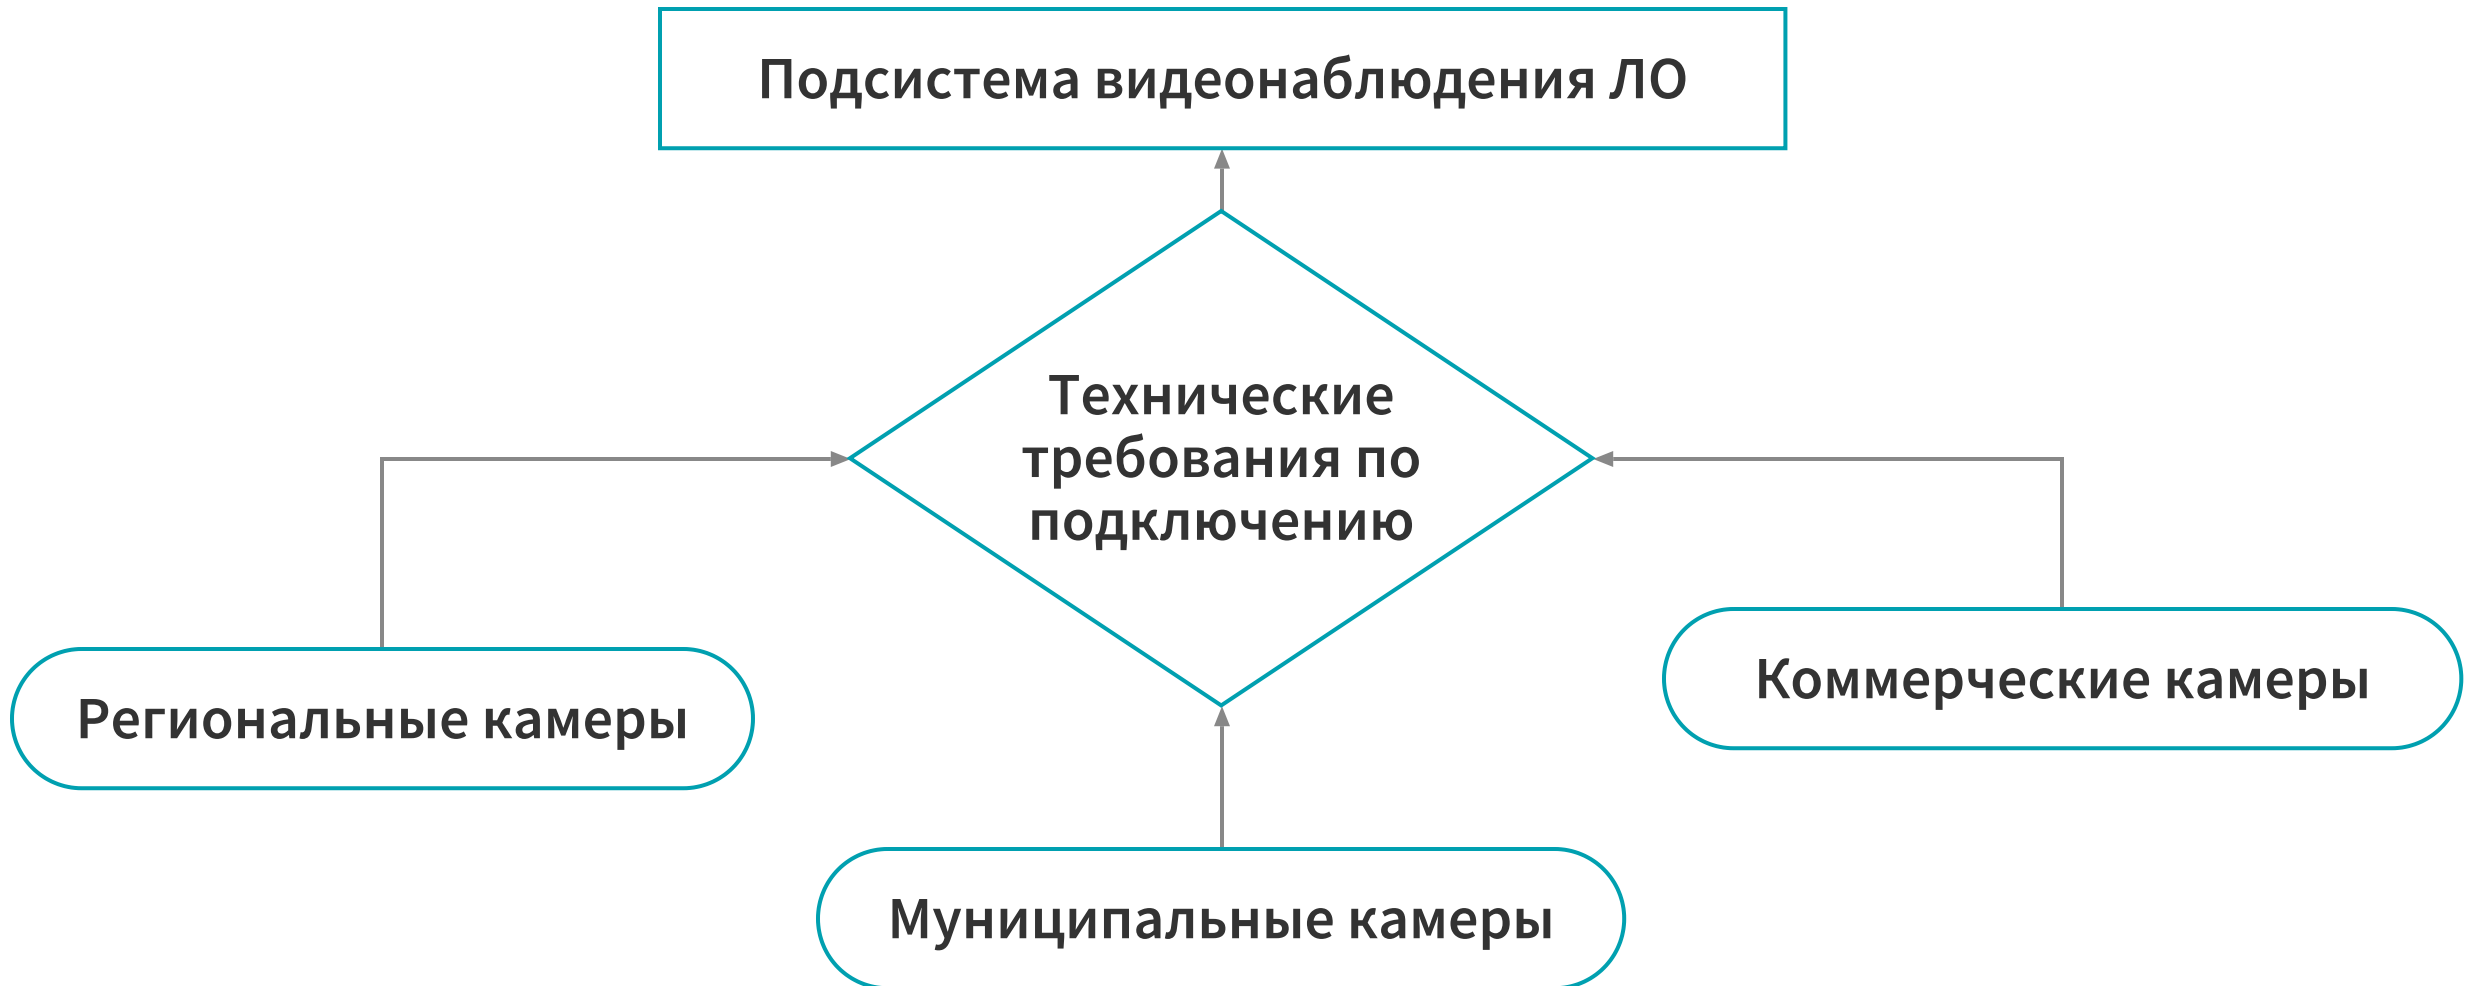 Подсистема видеонаблюдения ЛО
Технические
требования по
подключению
Региональные камеры
Коммерческие камеры
Муниципальные камеры